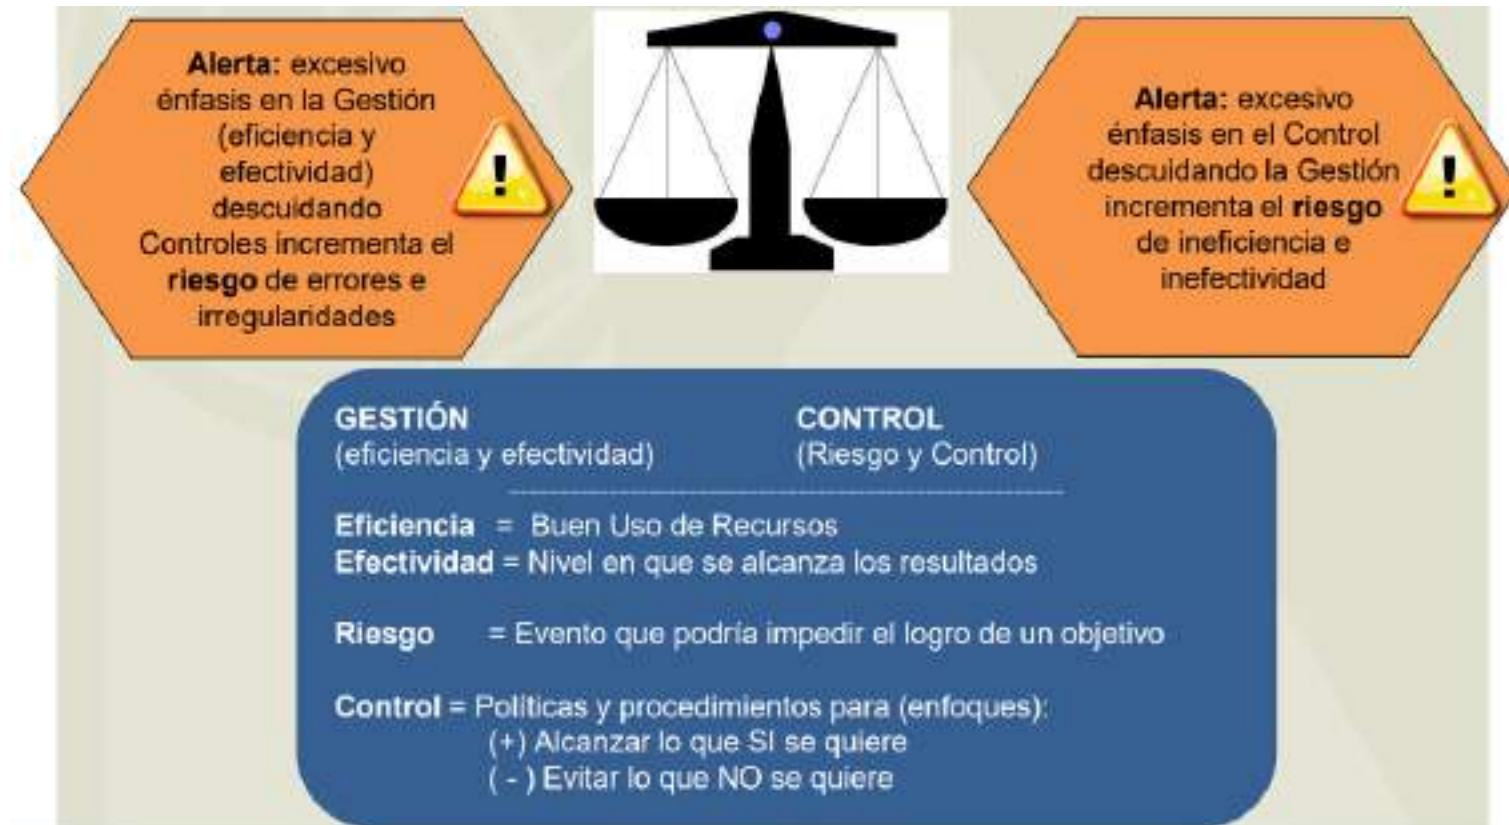 Alerta: excesivo
énfasis en la Gestión
(eficiencia y
efectividad)
descuidando
Controles incrementa el
riesgo de errores e
irregularidades
!
Alerta: excesivo
énfasis en el Control
descuidando la Gestión
incrementa el riesgo
de ineficiencia e
inefectividad
!
GESTIÓN CONTROL
(eficiencia y efectividad) (Riesgo y Control)
Eficiencia = Buen Uso de Recursos
Efectividad = Nivel en que se alcanza los resultados
Riesgo = Evento que podría impedir el logro de un objetivo
Control = Políticas y procedimientos para (enfoques):
(+) Alcanzar lo que SI se quiere
( - ) Evitar lo que NO se quiere